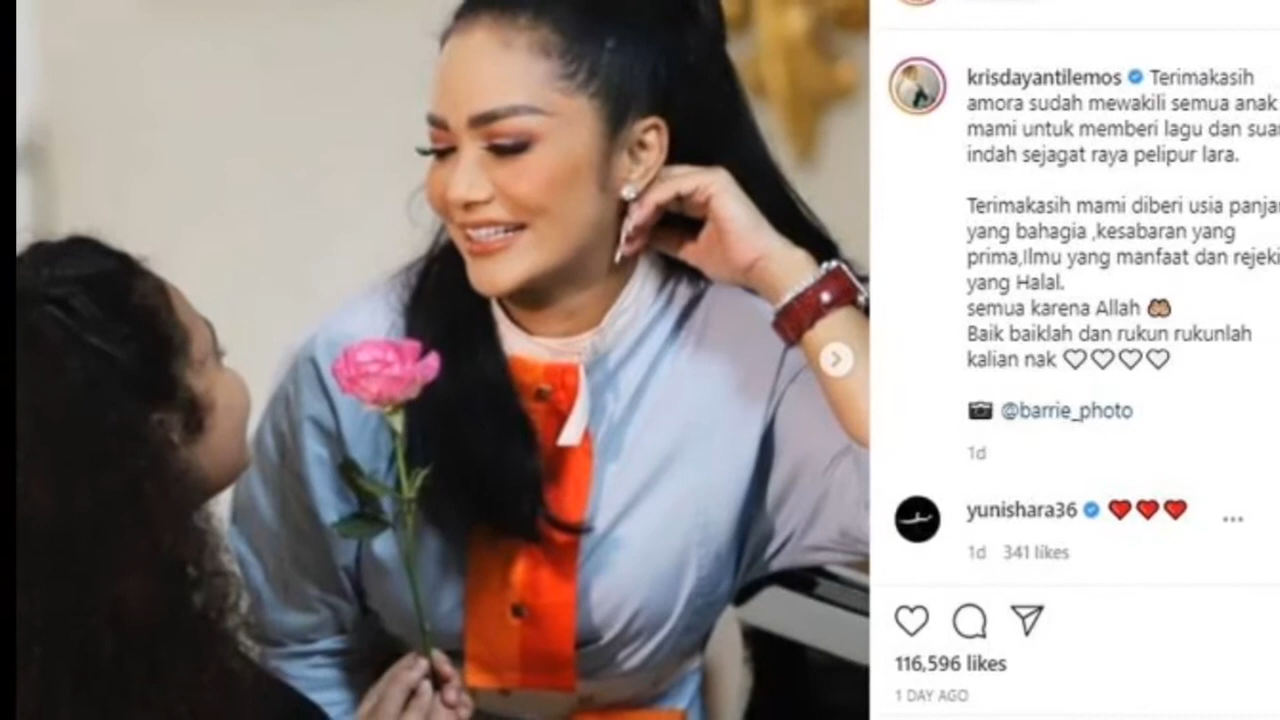 krisdayantilemos Terimakasih
amora sudah mewakili semua anak
mami untuk memberi lagu dan
indah sejagat raya pelipur lara.
Terimakasih mami diberi usia
yang bahagia ,kesabaran yang
prima,Ilmu yang manfaat dan rejeki
yang Halal.
semua karena Allah 🤲🏽
Baik baiklah dan rukun rukunlah
kalian nak ♡♡♡♡
📷 @barrie_photo
1d
yunishara36 ❤️❤️❤️ ...
1d 341 likes
116,596 likes
1 DAY AGO